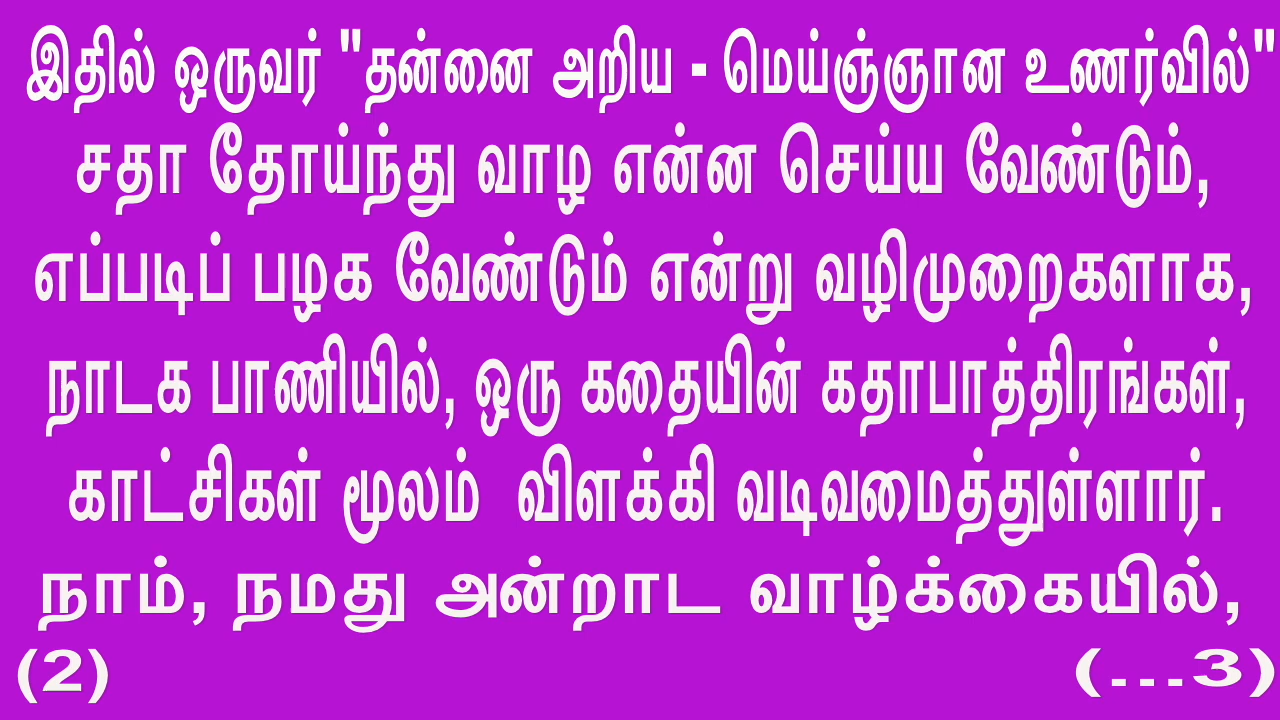 இதில் ஒருவர் "தன்னை அறிய - மெய்ஞ்ஞான உணர்வில்"
சதா தோய்ந்து வாழ என்ன செய்ய வேண்டும்,
எப்படிப் பழக வேண்டும் என்று வழிமுறைகளாக,
நாடக பாணியில், ஒரு கதையின் கதாபாத்திரங்கள்,
காட்சிகள் மூலம் விளக்கி வடிவமைத்துள்ளார்.
நாம், நமது அன்றாட வாழ்க்கையில்,
(2) (---3)